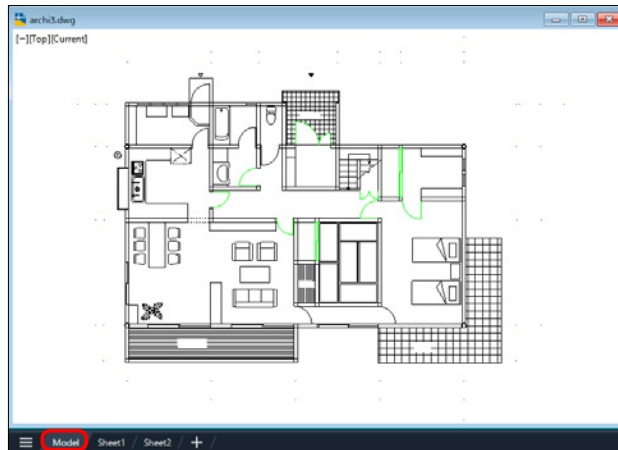 archi3.dwg
[−][Top][Current]
Model Sheet1 / Sheet2 / + /